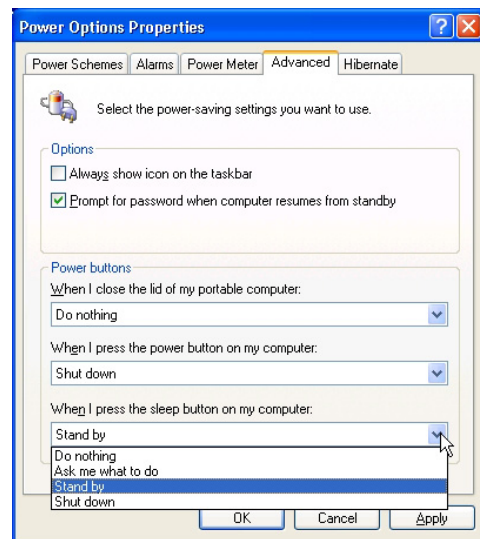 Power Options Properties
Power Schemes Alarms Power Meter Advanced Hibernate
Select the power-saving settings you want to use.
Options
Always show icon on the taskbar
Prompt for password when computer resumes from standby
Power buttons
When I close the lid of my portable computer:
Do nothing
When I press the power button on my computer:
Shut down
When I press the sleep button on my computer:
Stand by
Do nothing
Ask me what to do
Stand by
Shut down
OK Cancel Apply